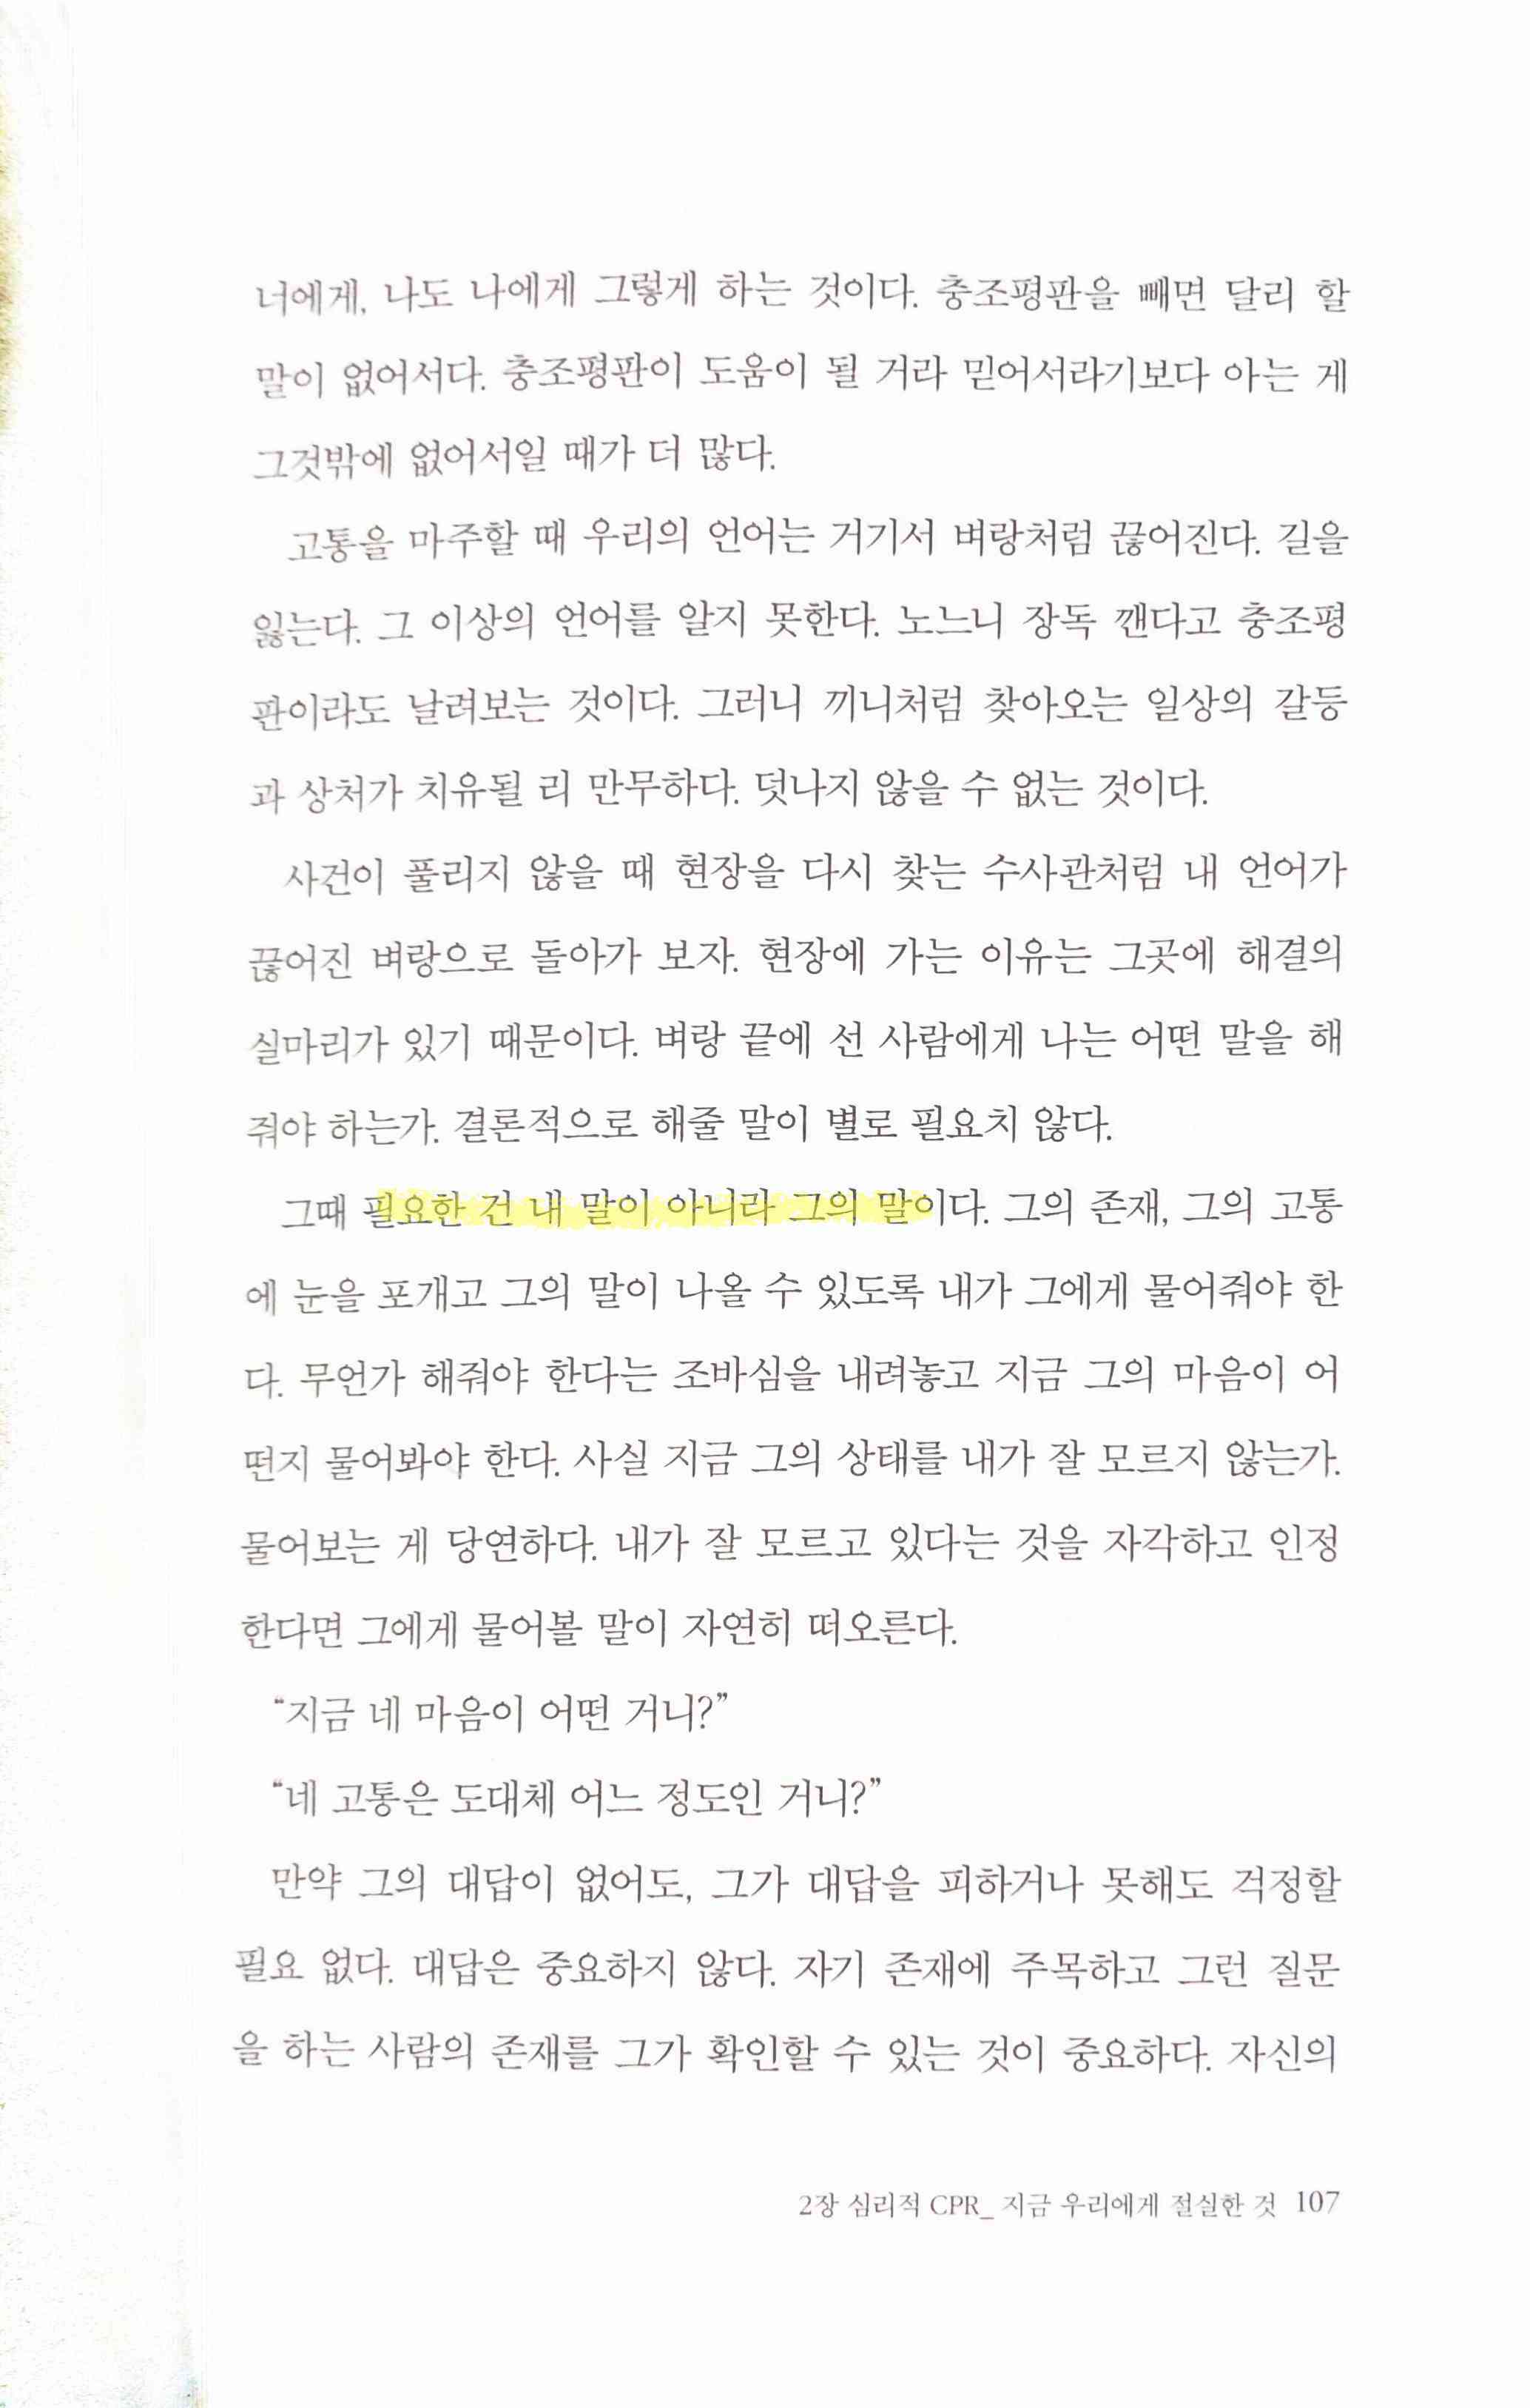 너에게, 나도 나에게 그렇게 하는 것이다. 충조평판을 빼면 달리 할
말이 없어서다. 충조평판이 도움이 될 거라 믿어서라기보다 아는 게
그것밖에 없어서일 때가 더 많다.
고통을 마주할 때 우리의 언어는 거기서 벼랑처럼 끊어진다. 길을
잃는다. 그 이상의 언어를 알지 못한다. 노느니 장독 깬다고 충조평
판이라도 날려보는 것이다. 그러니 끼니처럼 찾아오는 일상의 갈등
과 상처가 치유될 리 만무하다. 덧나지 않을 수 없는 것이다.
사건이 풀리지 않을 때 현장을 다시 찾는 수사관처럼 내 언어가
끊어진 벼랑으로 돌아가 보자. 현장에 가는 이유는 그곳에 해결의
실마리가 있기 때문이다. 벼랑 끝에 선 사람에게 나는 어떤 말을 해
줘야 하는가. 결론적으로 해줄 말이 별로 필요치 않다.
그때 필요한 건 내 말이 아니라 그의 말이다. 그의 존재, 그의 고통
에 눈을 포개고 그의 말이 나올 수 있도록 내가 그에게 물어줘야 한
다. 무언가 해줘야 한다는 조바심을 내려놓고 지금 그의 마음이 어
떤지 물어봐야 한다. 사실 지금 그의 상태를 내가 잘 모르지 않는가.
물어보는 게 당연하다. 내가 잘 모르고 있다는 것을 자각하고 인정
한다면 그에게 물어볼 말이 자연히 떠오른다.
“지금 네 마음이 어떤 거니?”
“네 고통은 도대체 어느 정도인 거니?”
만약 그의 대답이 없어도, 그가 대답을 피하거나 못해도 걱정할
필요 없다. 대답은 중요하지 않다. 자기 존재에 주목하고 그런 질문
을 하는 사람의 존재를 그가 확인할 수 있는 것이 중요하다. 자신의
2장 심리적 CPR_ 지금 우리에게 절실한 것 107